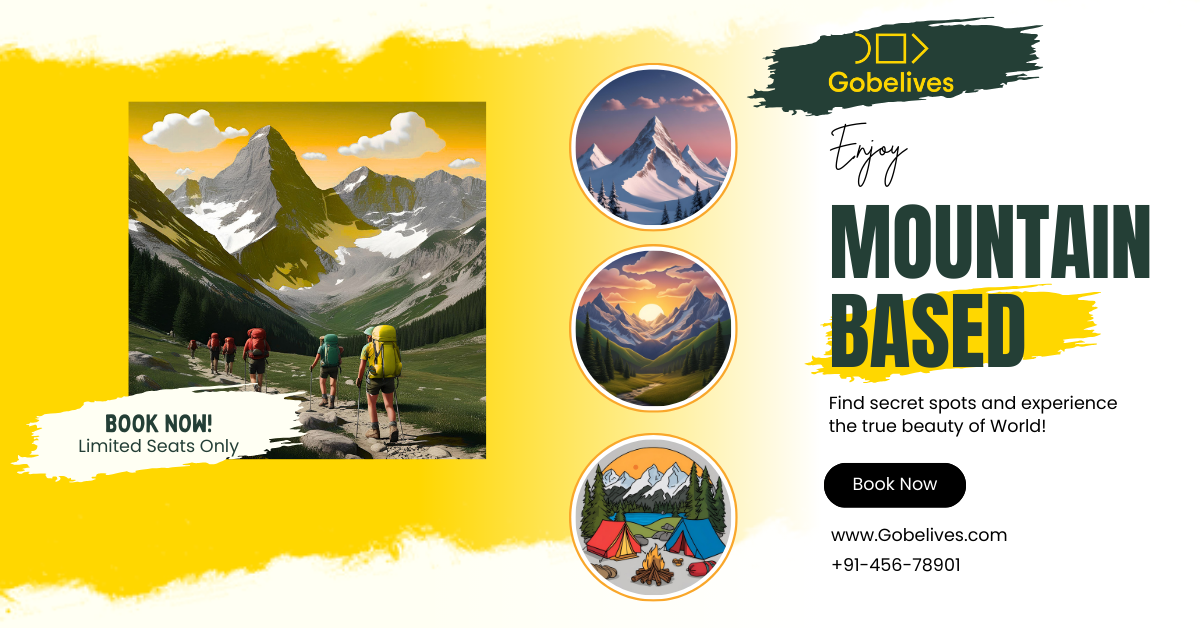 Gobelives
Enjoy
MOUNTAIN
BASED
Find secret spots and experience
the true beauty of World!
Book Now
www.Gobelives.com
+91-456-78901
BOOK NOW!
Limited Seats Only